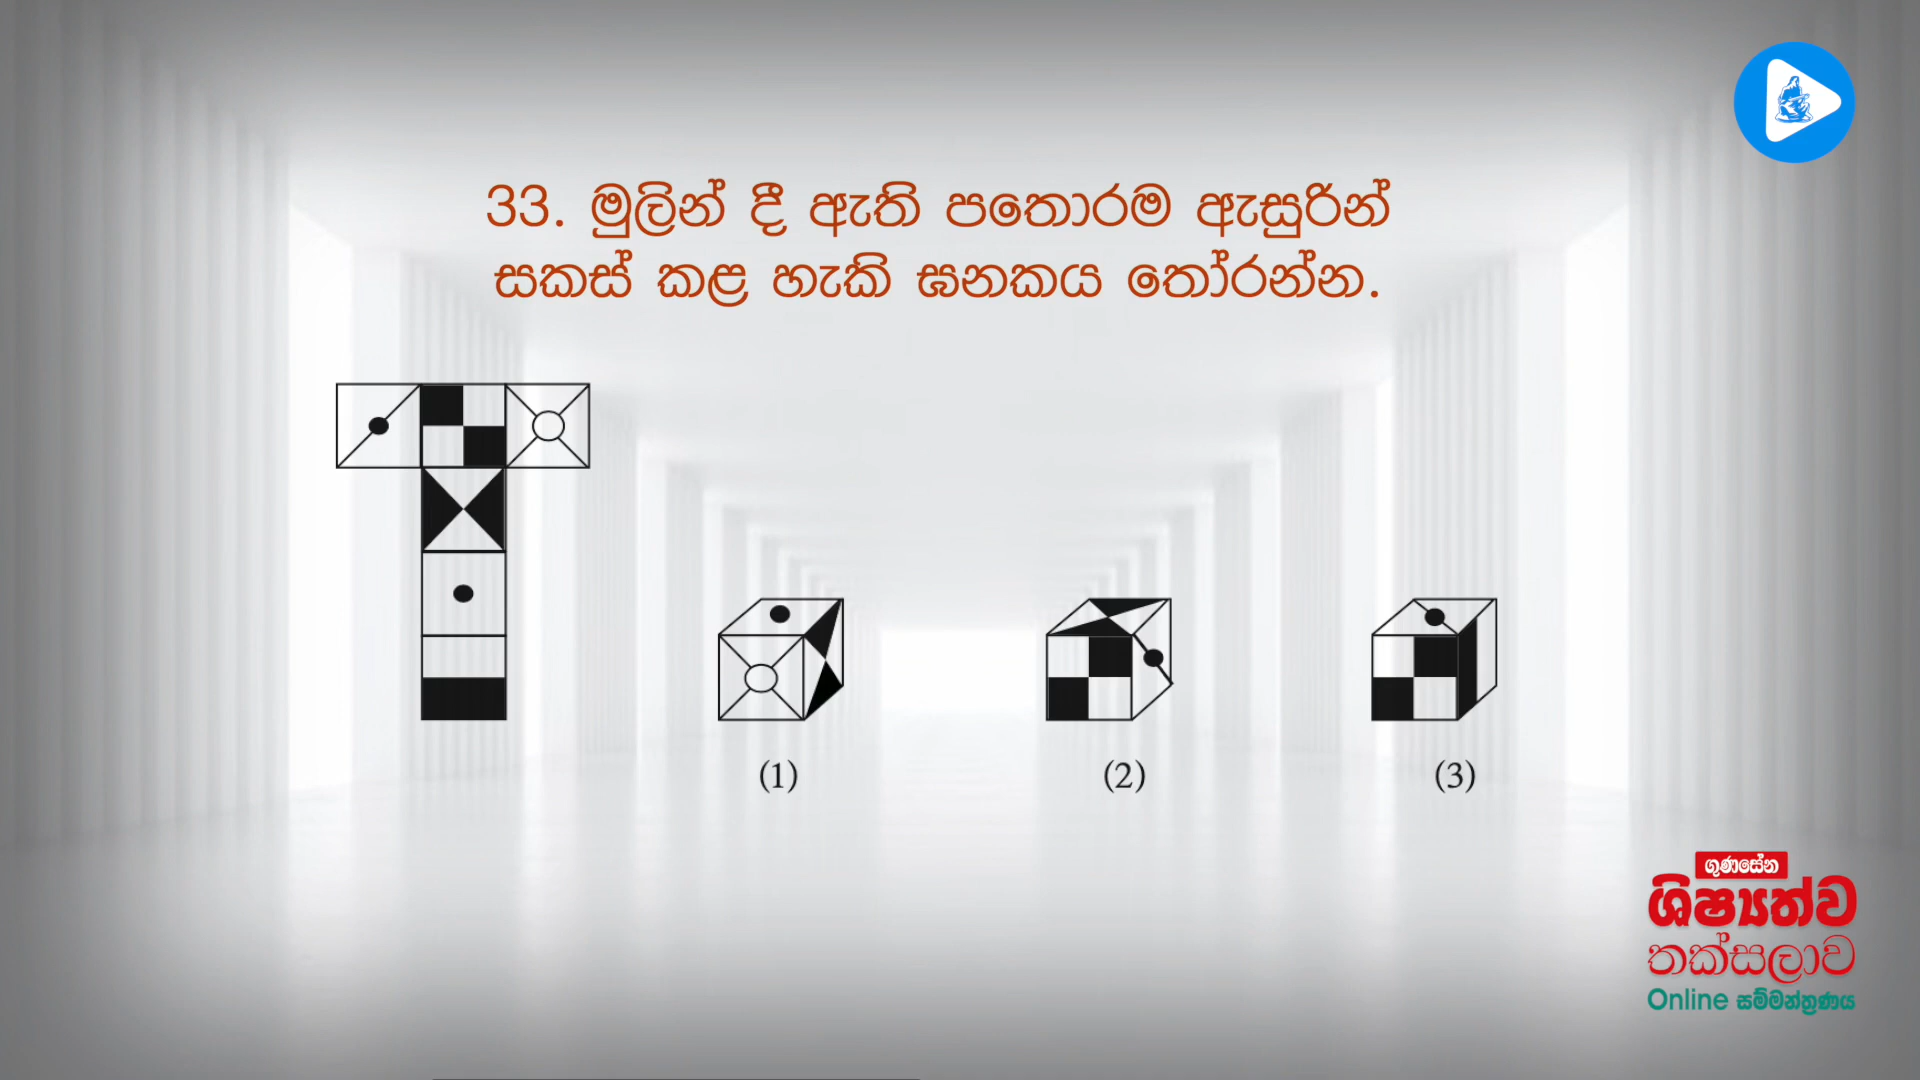 33. මුලින් දී ඇති පතොරම ඇසුරින්
සකස් කළ හැකි ඝනකය තෝරන්න.
(1)
(2)
(3)
ගුණසේන
ශිෂ්‍යත්ව
තක්සලාව
Online සම්මන්ත්‍රණය